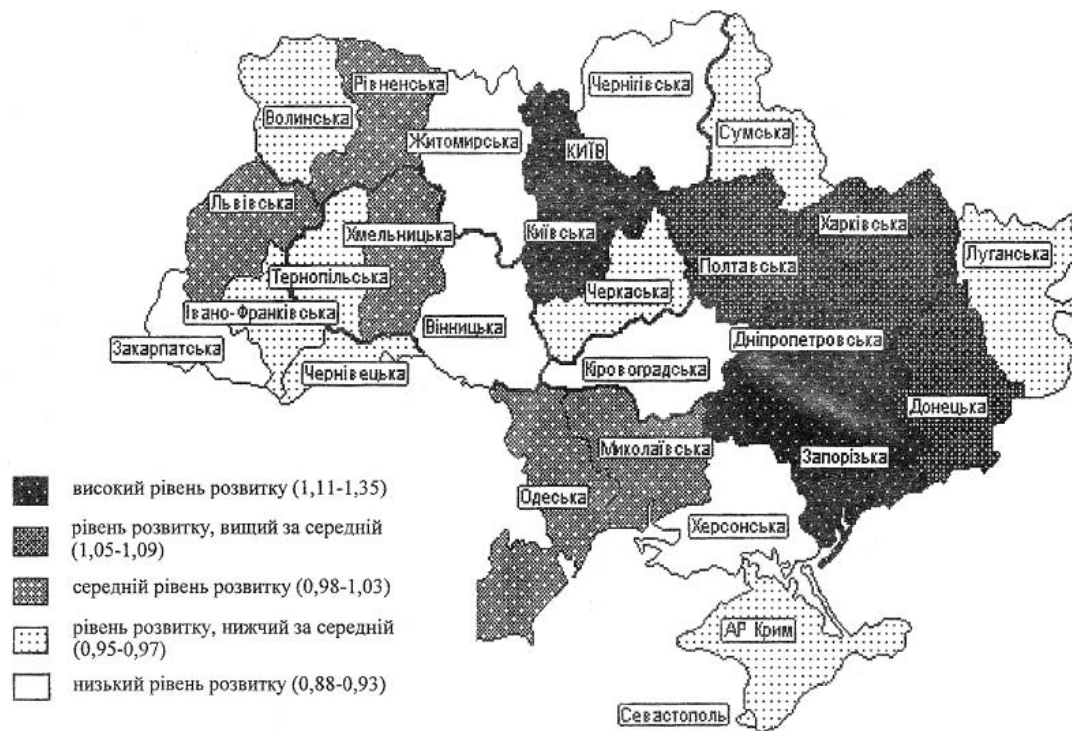 Чернігівська
Рівненська
Волинська
Сумська
Житомирська
КИЇВ
Львівська
Харківська
Хмельницька
Київська
Луганська
Полтавська
Тернопільська
Черкаська
Івано-Франківська
Вінницька
Дніпропетровська
Закарпатська
Чернівецька
Кіровоградська
Донецька
Миколаївська
Запорізька
Одеська
Херсонська
АР Крим
Севастополь
високий рівень розвитку (1,11-1,35)
рівень розвитку, вищий за середній
(1,05-1,09)
середній рівень розвитку (0,98-1,03)
рівень розвитку, нижчий за середній
(0,95-0,97)
низький рівень розвитку (0,88-0,93)